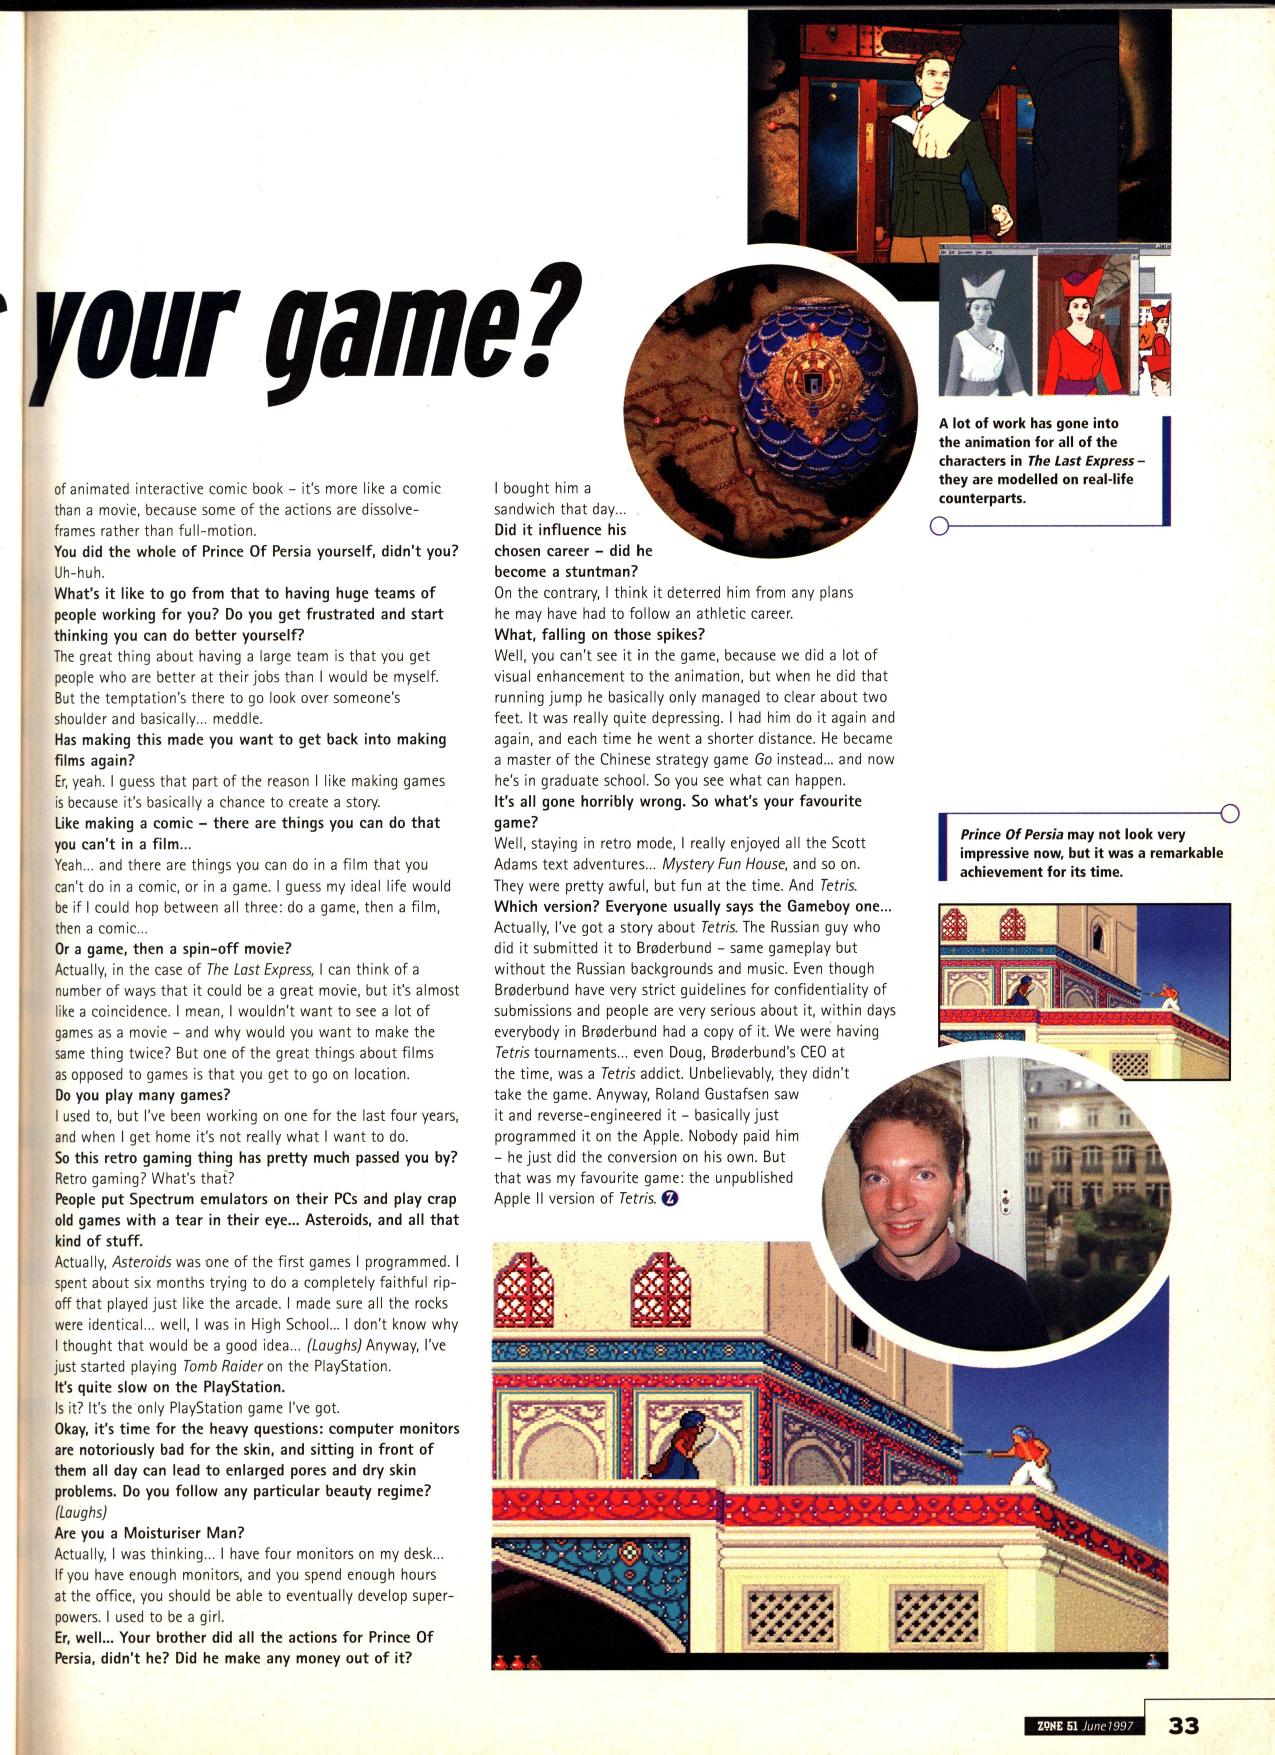 your game?
of animated interactive comic book – it's more like a comic
than a movie, because some of the actions are dissolve-
frames rather than full-motion.
You did the whole of Prince Of Persia yourself, didn't you?
Uh-huh.
What's it like to go from that to having huge teams of
people working for you? Do you get frustrated and start
thinking you can do better yourself?
The great thing about having a large team is that you get
people who are better at their jobs than I would be myself.
But the temptation's there to go look over someone's
shoulder and basically... meddle.
Has making this made you want to get back into making
films again?
Er, yeah. I guess that part of the reason I like making games
is because it's basically a chance to create a story.
Like making a comic – there are things you can do that
you can't in a film...
Yeah... and there are things you can do in a film that you
can't do in a comic, or in a game. I guess my ideal life would
be if I could hop between all three: do a game, then a film,
then a comic...
Or a game, then a spin-off movie?
Actually, in the case of The Last Express, I can think of a
number of ways that it could be a great movie, but it's almost
like a coincidence. I mean, I wouldn't want to see a lot of
games as a movie – and why would you want to make the
same thing twice? But one of the great things about films
as opposed to games is that you get to go on location.
Do you play many games?
I used to, but I've been working on one for the last four years,
and when I get home it's not really what I want to do.
So this retro gaming thing has pretty much passed you by?
Retro gaming? What's that?
People put Spectrum emulators on their PCs and play crap
old games with a tear in their eye... Asteroids, and all that
kind of stuff.
Actually, Asteroids was one of the first games I programmed. I
spent about six months trying to do a completely faithful rip-
off that played just like the arcade. I made sure all the rocks
were identical... well, I was in High School... I don't know why
I thought that would be a good idea... (Laughs) Anyway, I've
just started playing Tomb Raider on the PlayStation.
It's quite slow on the PlayStation.
Is it? It's the only PlayStation game I've got.
Okay, it's time for the heavy questions: computer monitors
are notoriously bad for the skin, and sitting in front of
them all day can lead to enlarged pores and dry skin
problems. Do you follow any particular beauty regime?
(Laughs)
Are you a Moisturiser Man?
Actually, I was thinking... I have four monitors on my desk...
If you have enough monitors, and you spend enough hours
at the office, you should be able to eventually develop super-
powers. I used to be a girl.
Er, well... Your brother did all the actions for Prince Of
Persia, didn't he? Did he make any money out of it?
I bought him a
sandwich that day...
Did it influence his
chosen career – did he
become a stuntman?
On the contrary, I think it deterred him from any plans
he may have had to follow an athletic career.
What, falling on those spikes?
Well, you can't see it in the game, because we did a lot of
visual enhancement to the animation, but when he did that
running jump he basically only managed to clear about two
feet. It was really quite depressing. I had him do it again and
again, and each time he went a shorter distance. He became
a master of the Chinese strategy game Go instead... and now
he's in graduate school. So you see what can happen.
It's all gone horribly wrong. So what's your favourite
game?
Well, staying in retro mode, I really enjoyed all the Scott
Adams text adventures... Mystery Fun House, and so on.
They were pretty awful, but fun at the time. And Tetris.
Which version? Everyone usually says the Gameboy one...
Actually, I've got a story about Tetris. The Russian guy who
did it submitted it to Brøderbund – same gameplay but
without the Russian backgrounds and music. Even though
Brøderbund have very strict guidelines for confidentiality of
submissions and people are very serious about it, within days
everybody in Brøderbund had a copy of it. We were having
Tetris tournaments... even Doug, Brøderbund's CEO at
the time, was a Tetris addict. Unbelievably, they didn't
take the game. Anyway, Roland Gustafsen saw
it and reverse-engineered it – basically just
programmed it on the Apple. Nobody paid him
– he just did the conversion on his own. But
that was my favourite game: the unpublished
Apple II version of Tetris. Z
A lot of work has gone into
the animation for all of the
characters in The Last Express –
they are modelled on real-life
counterparts.
Prince Of Persia may not look very
impressive now, but it was a remarkable
achievement for its time.
ZONE 51 June 1997 33